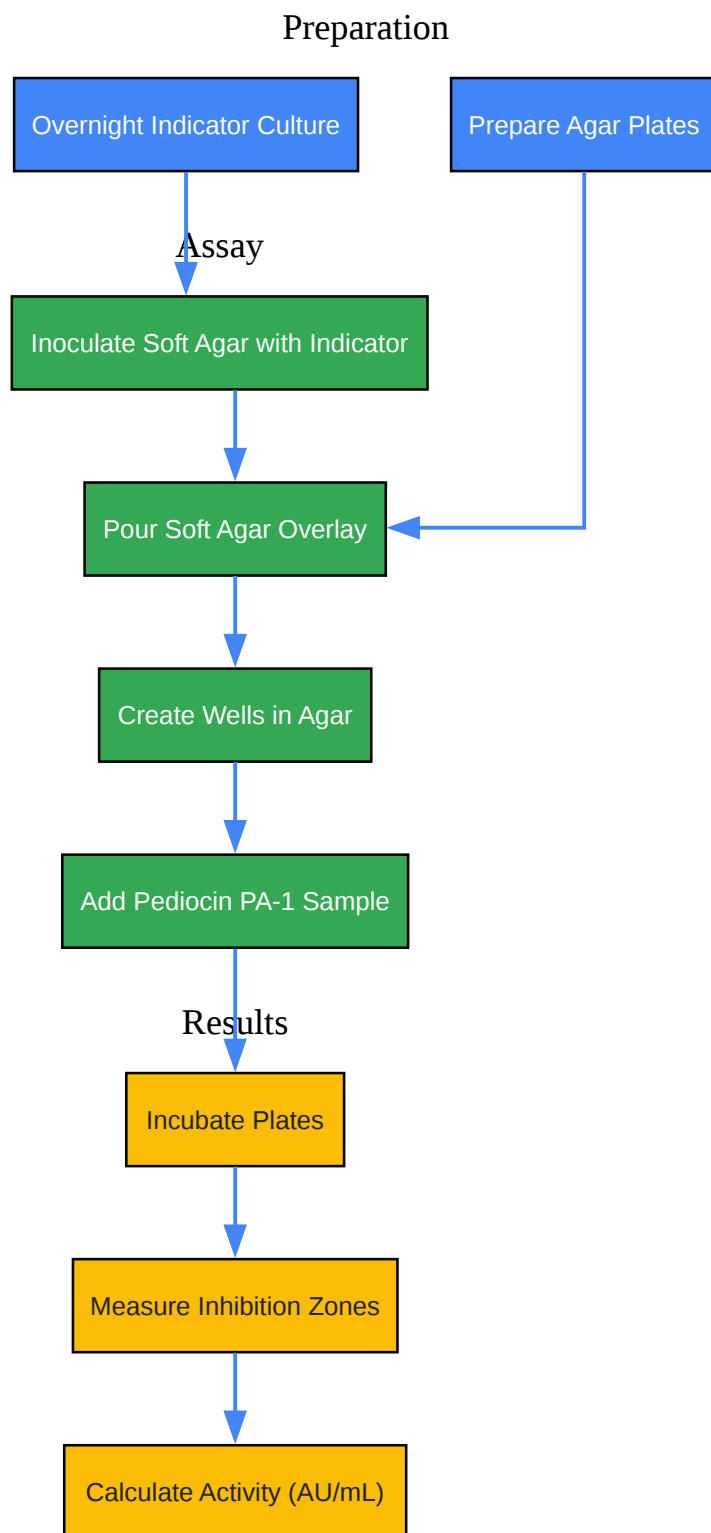 Preparation
Overnight Indicator Culture
Prepare Agar Plates
Assay
Inoculate Soft Agar with Indicator
Pour Soft Agar Overlay
Create Wells in Agar
Add Pediocin PA-1 Sample
Results
Incubate Plates
Measure Inhibition Zones
Calculate Activity (AU/mL)